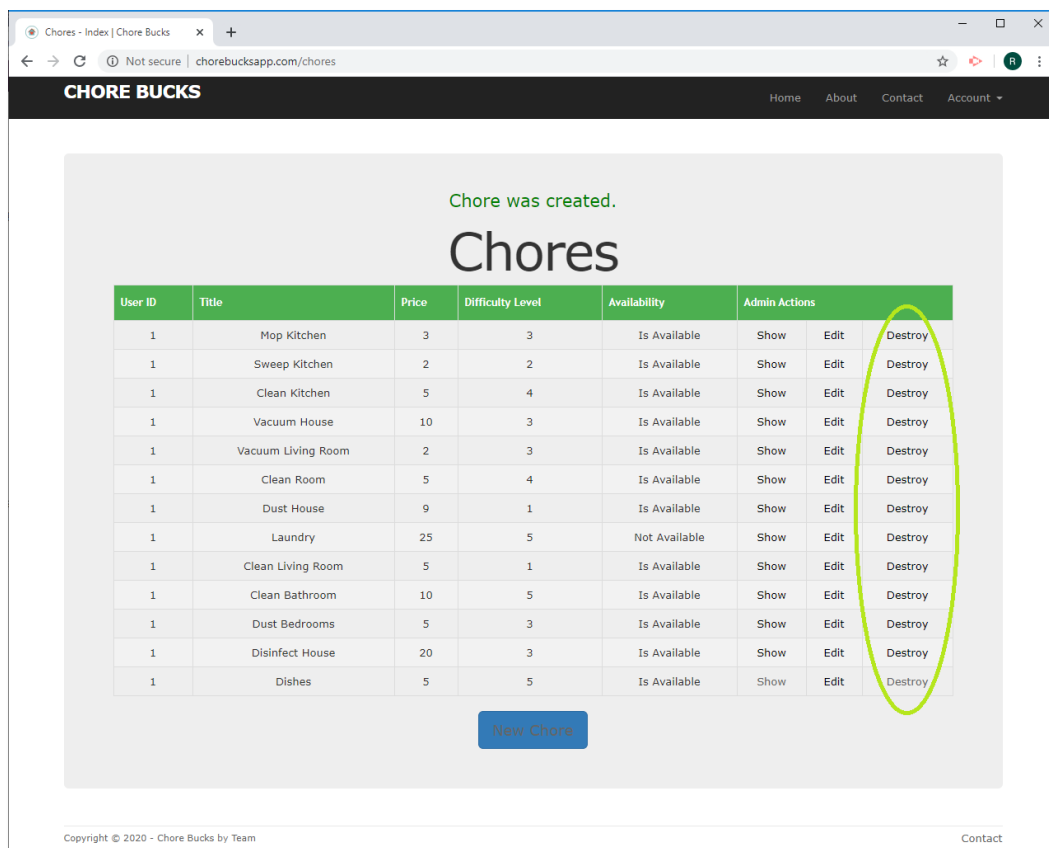 Chores - Index | Chore Bucks
Not secure | chorebucksapp.com/chores
R
CHORE BUCKS Home About Contact Account
Chore was created.
Chores
User ID Title Price Difficulty Level Availability Admin Actions
1 Mop Kitchen 3 3 Is Available Show Edit Destroy
1 Sweep Kitchen 2 2 Is Available Show Edit Destroy
1 Clean Kitchen 5 4 Is Available Show Edit Destroy
1 Vacuum House 10 3 Is Available Show Edit Destroy
1 Vacuum Living Room 2 3 Is Available Show Edit Destroy
1 Clean Room 5 4 Is Available Show Edit Destroy
1 Dust House 9 1 Is Available Show Edit Destroy
1 Laundry 25 5 Not Available Show Edit Destroy
1 Clean Living Room 5 1 Is Available Show Edit Destroy
1 Clean Bathroom 10 5 Is Available Show Edit Destroy
1 Dust Bedrooms 5 3 Is Available Show Edit Destroy
1 Disinfect House 20 3 Is Available Show Edit Destroy
1 Dishes 5 5 Is Available Show Edit Destroy
New Chore
Copyright © 2020 - Chore Bucks by Team Contact